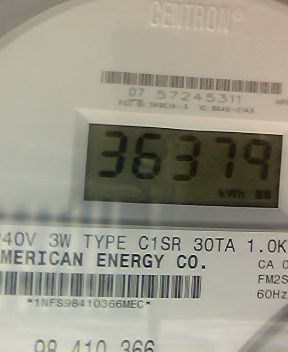 CENTRON
07 57245311
36379
kWh
240V 3W TYPE C1SR 30TA 1.0K
AMERICAN ENERGY CO.
CA 0
FM2S
60Hz
*1NFS98410366MEC*
98 410 366